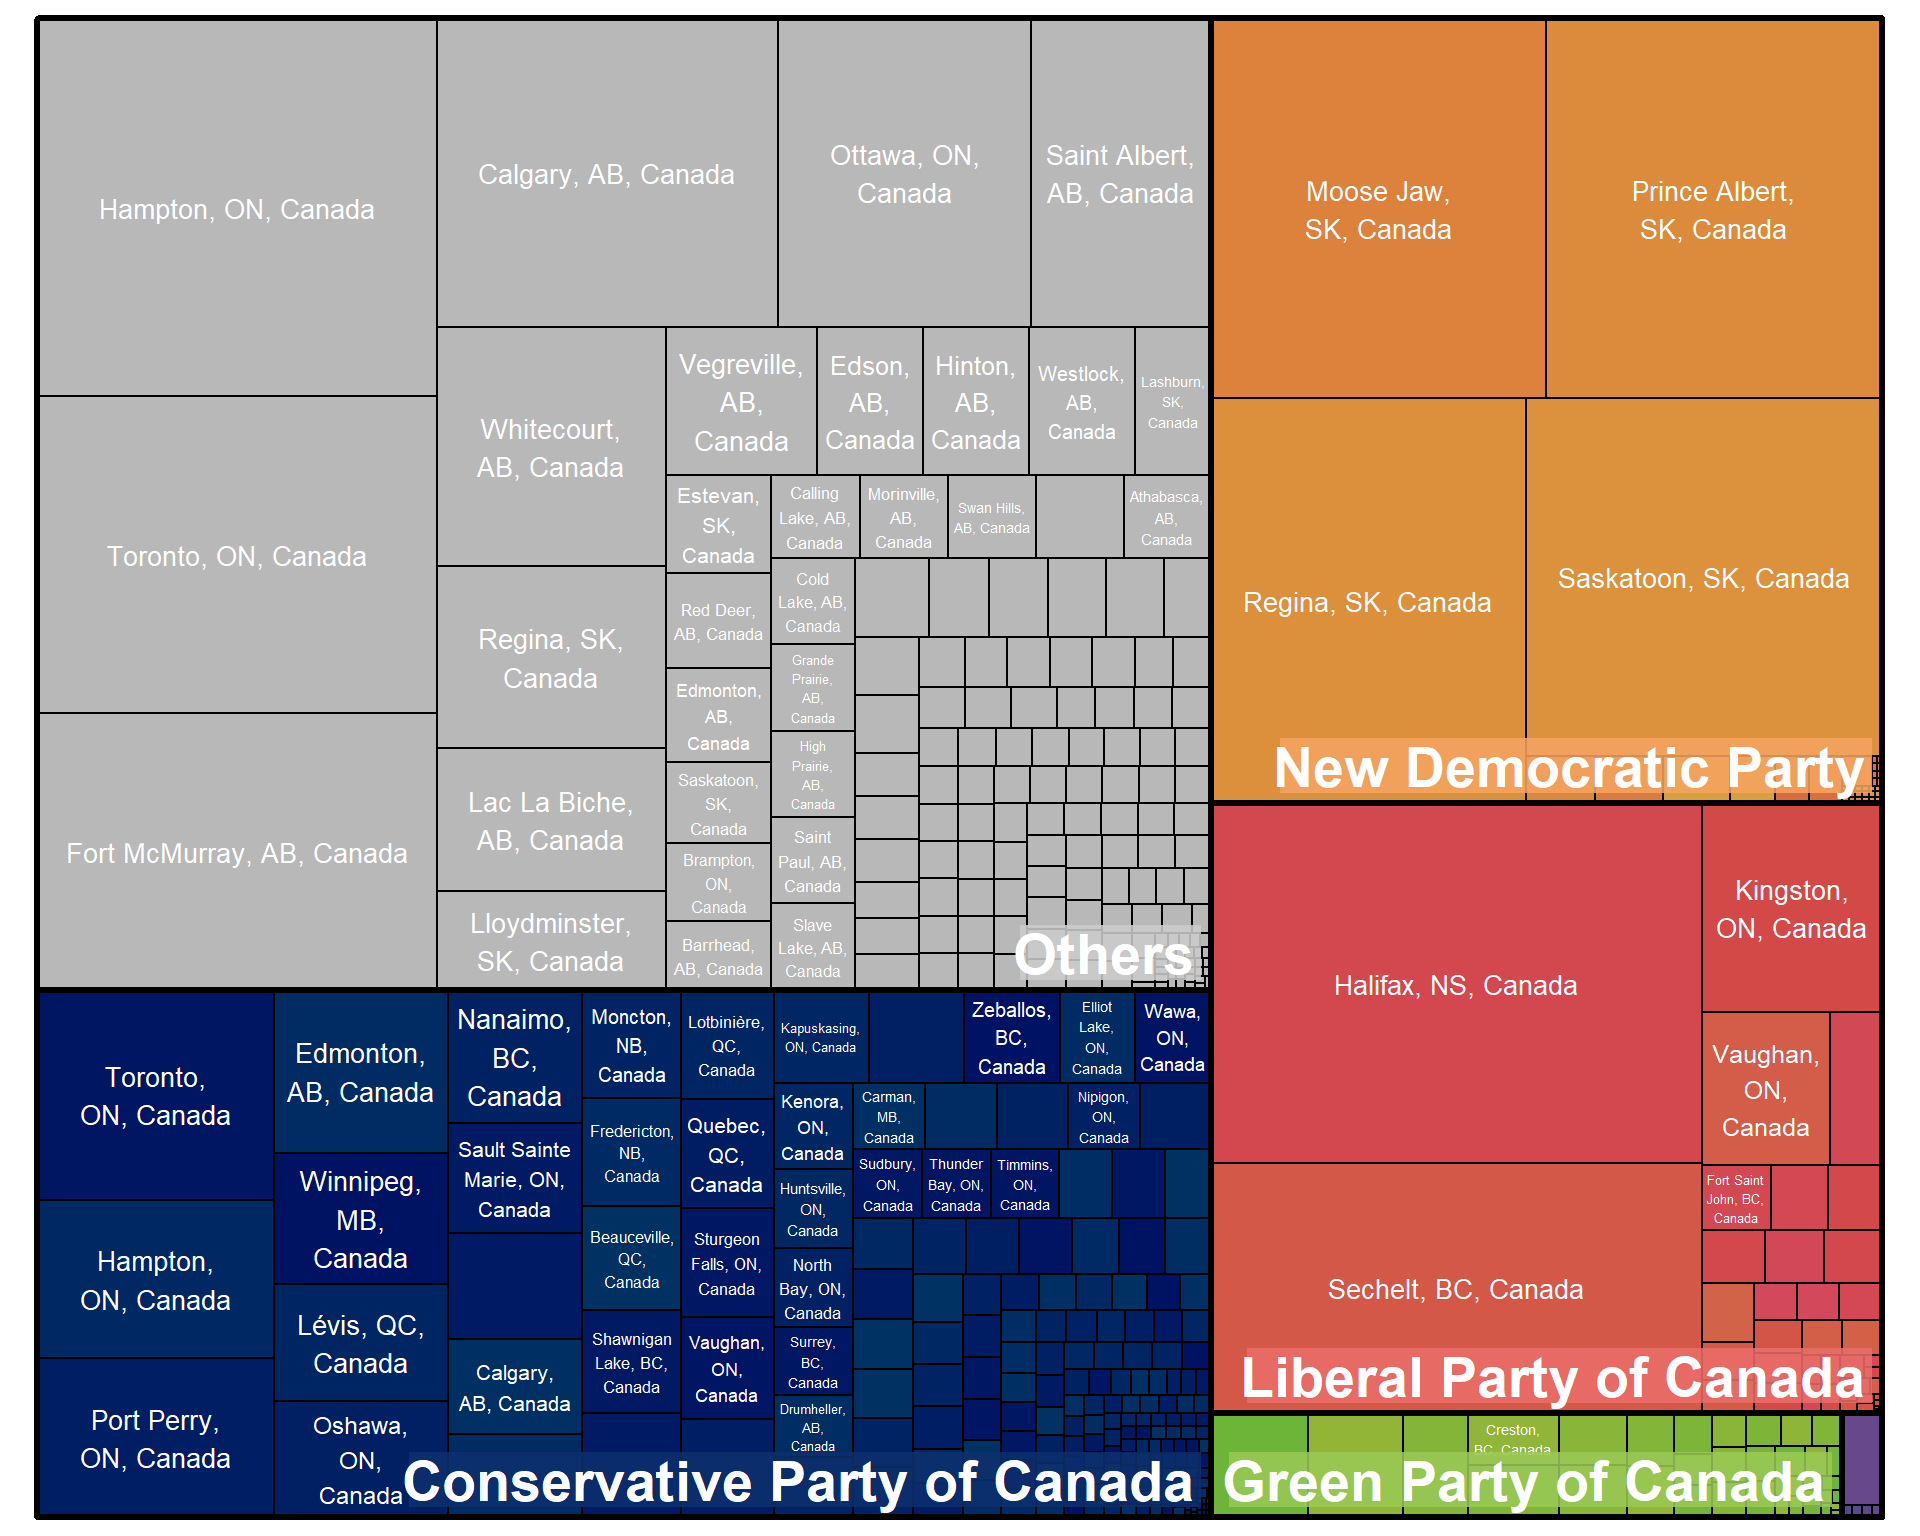 Hampton, ON, Canada
Calgary, AB, Canada
Ottawa, ON,
Canada
Saint Albert,
AB, Canada
Toronto, ON, Canada
Fort McMurray, AB, Canada
Whitecourt,
AB, Canada
Regina, SK,
Canada
Lac La Biche,
AB, Canada
Lloydminster,
SK, Canada
Vegreville,
AB,
Canada
Edson,
AB,
Canada
Hinton,
AB,
Canada
Westlock,
AB,
Canada
Lashburn,
SK,
Canada
Estevan,
SK,
Canada
Calling
Lake, AB,
Canada
Morinville,
AB,
Canada
Swan Hills,
AB, Canada
Athabasca,
AB,
Canada
Red Deer,
AB, Canada
Cold
Lake, AB,
Canada
Edmonton,
AB,
Canada
Grande
Prairie,
AB,
Canada
Saskatoon,
SK,
Canada
High
Prairie,
AB,
Canada
Brampton,
ON,
Canada
Saint
Paul, AB,
Canada
Barrhead,
AB, Canada
Slave
Lake, AB,
Canada
Others
Moose Jaw,
SK, Canada
Prince Albert,
SK, Canada
Regina, SK, Canada
Saskatoon, SK, Canada
New Democratic Party
Halifax, NS, Canada
Kingston,
ON, Canada
Vaughan,
ON,
Canada
Fort Saint
John, BC,
Canada
Sechelt, BC, Canada
Liberal Party of Canada
Toronto,
ON, Canada
Hampton,
ON, Canada
Port Perry,
ON, Canada
Edmonton,
AB, Canada
Winnipeg,
MB,
Canada
Lévis, QC,
Canada
Oshawa,
ON,
Canada
Nanaimo,
BC,
Canada
Sault Sainte
Marie, ON,
Canada
Calgary,
AB, Canada
Moncton,
NB,
Canada
Fredericton,
NB,
Canada
Beauceville,
QC,
Canada
Shawnigan
Lake, BC,
Canada
Lotbinière,
QC,
Canada
Quebec,
QC,
Canada
Sturgeon
Falls, ON,
Canada
Vaughan,
ON,
Canada
Kapuskasing,
ON, Canada
Kenora,
ON,
Canada
Huntsville,
ON,
Canada
North
Bay, ON,
Canada
Surrey,
BC,
Canada
Drumheller,
AB,
Canada
Zeballos,
BC,
Canada
Elliot
Lake,
ON,
Canada
Wawa,
ON,
Canada
Carman,
MB,
Canada
Nipigon,
ON,
Canada
Sudbury,
ON,
Canada
Thunder
Bay, ON,
Canada
Timmins,
ON,
Canada
Conservative Party of Canada
Creston,
BC, Canada
Green Party of Canada